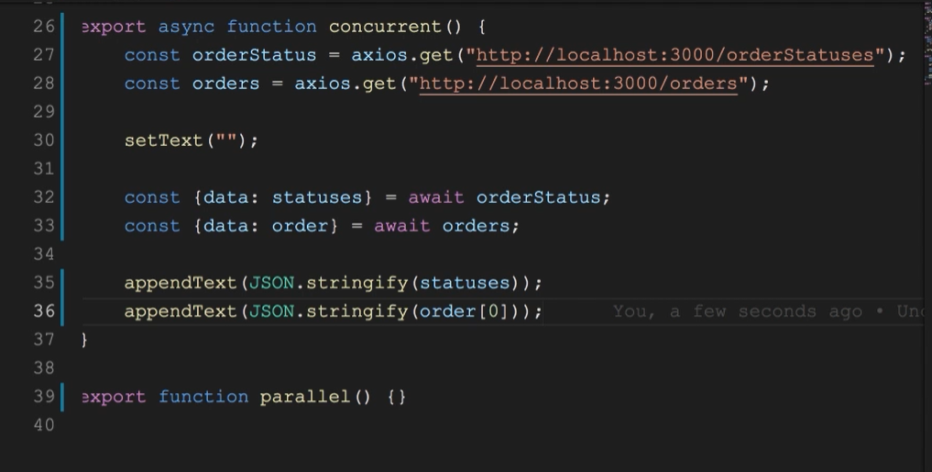 26 export async function concurrent() {
27 const orderStatus = axios.get("http://localhost:3000/orderStatuses");
28 const orders = axios.get("http://localhost:3000/orders");
29
30 setText("");
31
32 const {data: statuses} = await orderStatus;
33 const {data: order} = await orders;
34
35 appendText(JSON.stringify(statuses));
36 appendText(JSON.stringify(order[0])); You, a few seconds ago •
37 }
38
39 export function parallel() {}
40